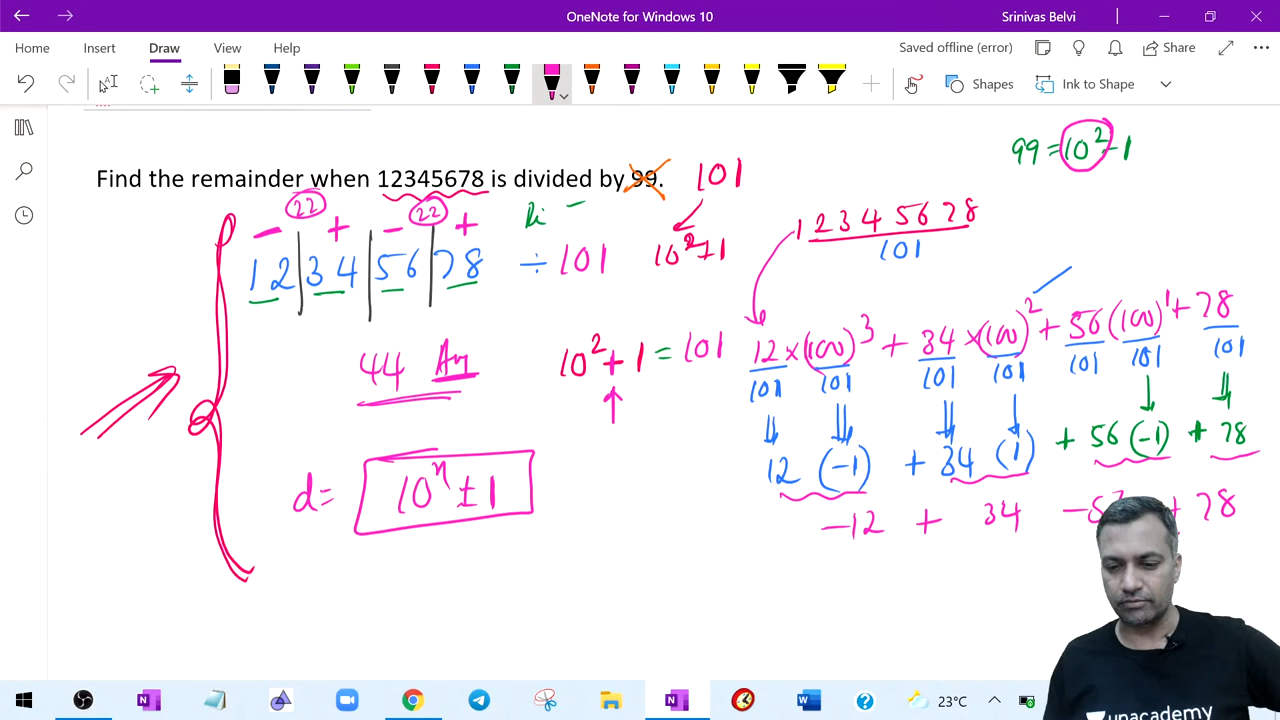 OneNote for Windows 10
Srinivas Belvi
Home Insert Draw View Help
Saved offline (error)
Share
Shapes
Ink to Shape
99 = 10² - 1
Find the remainder when 12345678 is divided by 99. 101
22 22
- + - +
12 | 34 | 56 | 78 ÷ 101
10² + 1
12345678
101
44 Ans
10² + 1 = 101
12 × (100)³ + 34 × (100)² + 56 (100)¹ + 78
101 101 101 101 101 101 101
12 (-1) + 34 (1) + 56 (-1) + 78
d = 10ⁿ ± 1
-12 + 34 + 78
23°C
unacademy